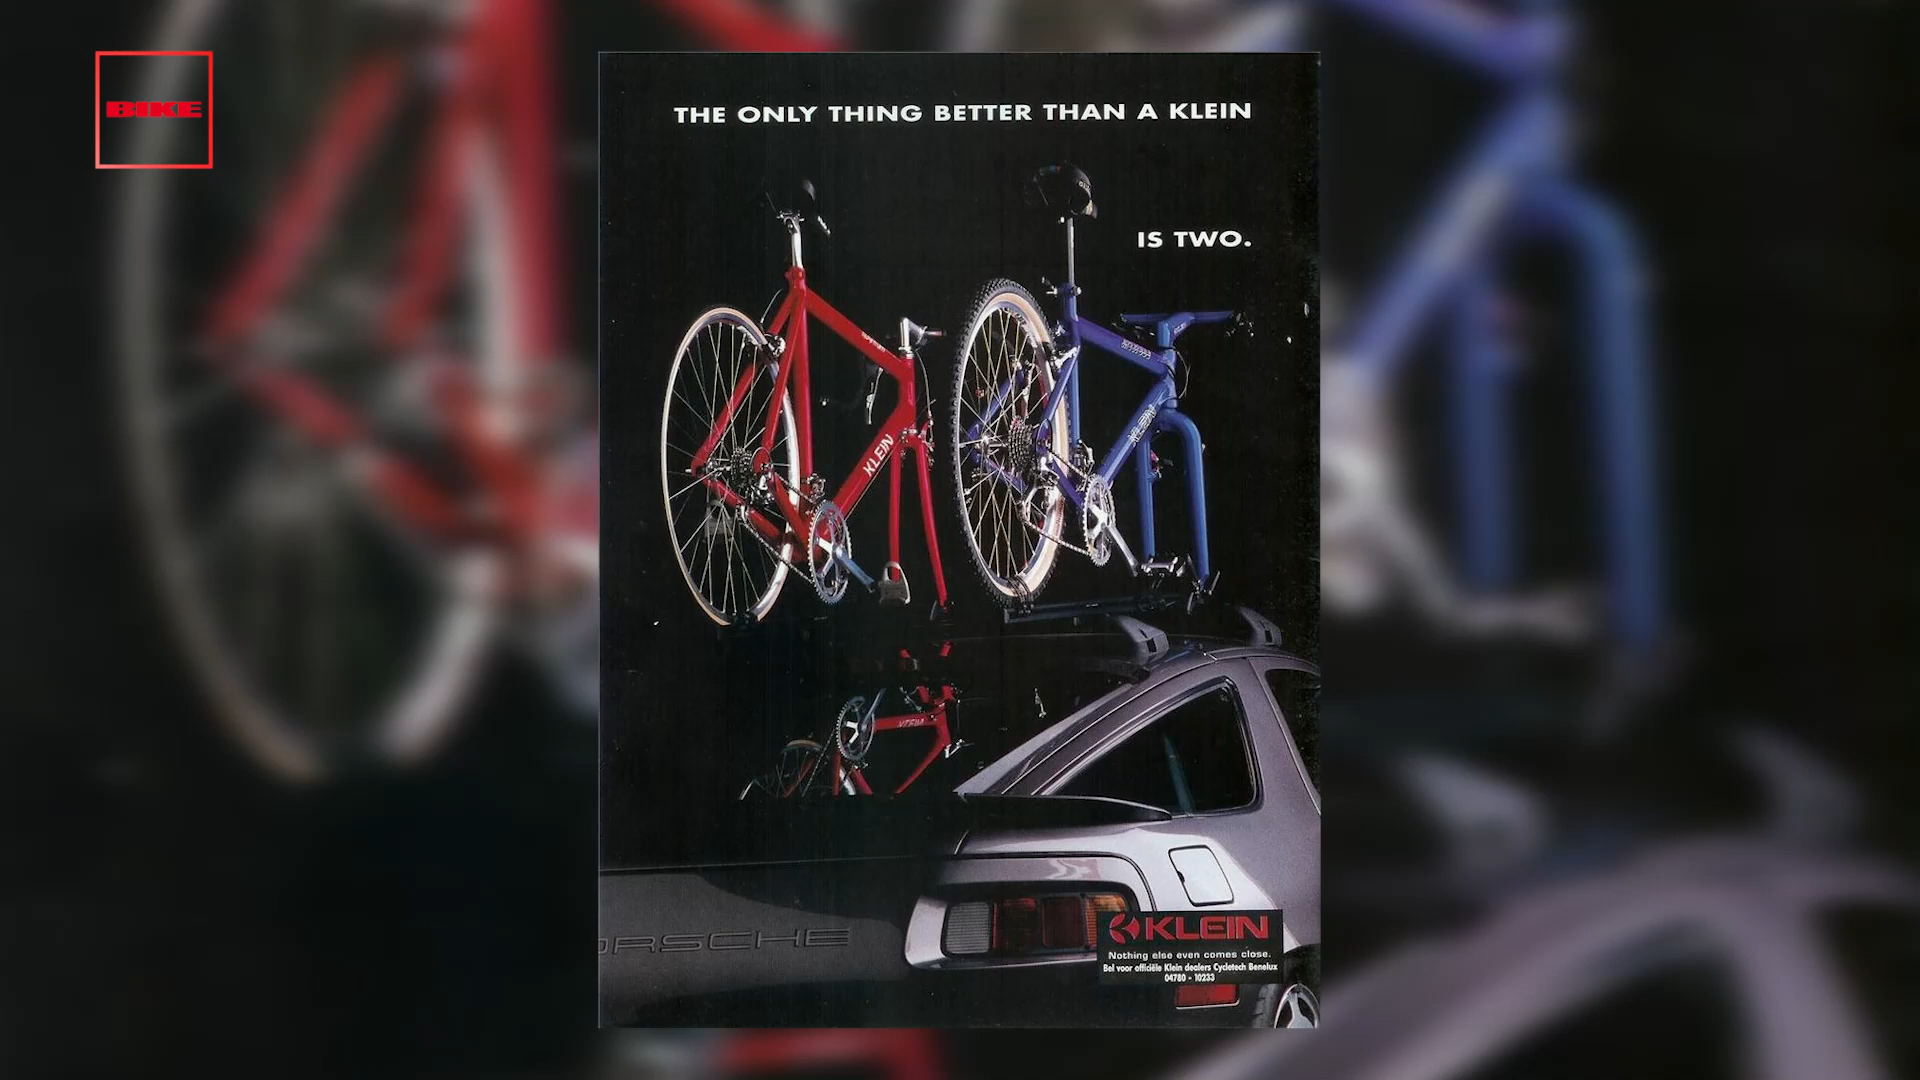 BIKE
THE ONLY THING BETTER THAN A KLEIN
IS TWO.
KLEIN
KLEIN
ORSCHE
KLEIN
Nothing else even comes close.
Bel voor officiële Klein dealers Cycletech Benelux
04780 - 10233